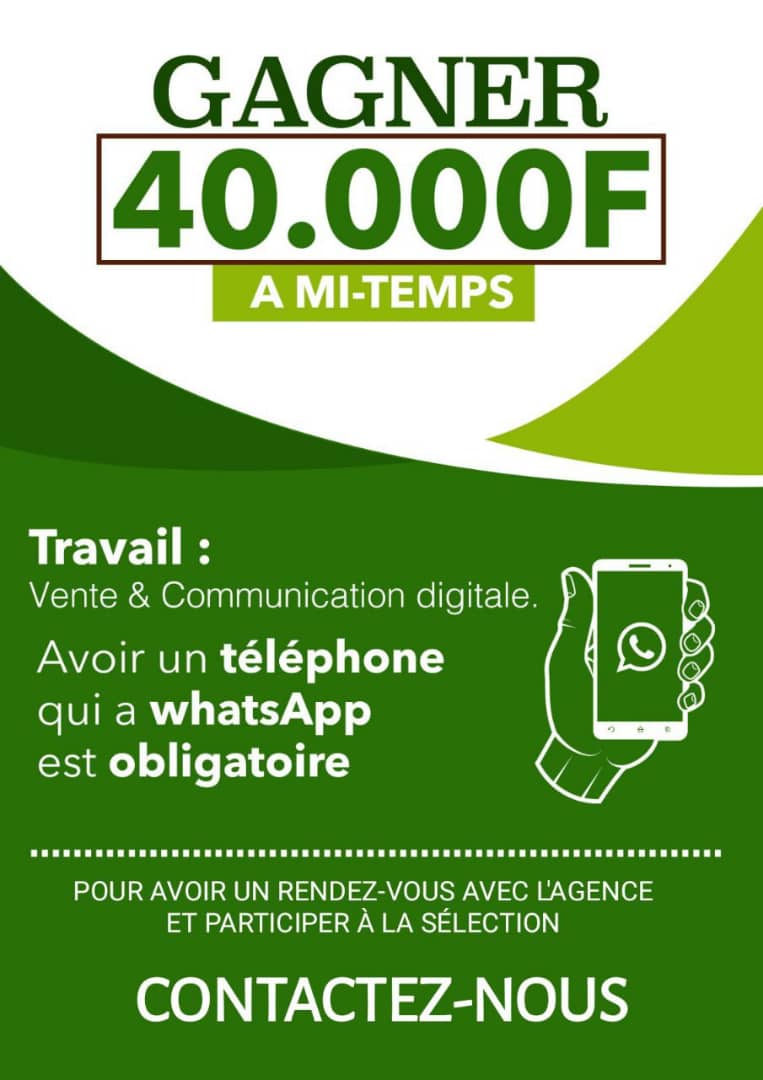 GAGNER
40.000F
A MI-TEMPS
Travail :
Vente & Communication digitale.
Avoir un téléphone
qui a whatsApp
est obligatoire
POUR AVOIR UN RENDEZ-VOUS AVEC L'AGENCE
ET PARTICIPER À LA SÉLECTION
CONTACTEZ-NOUS